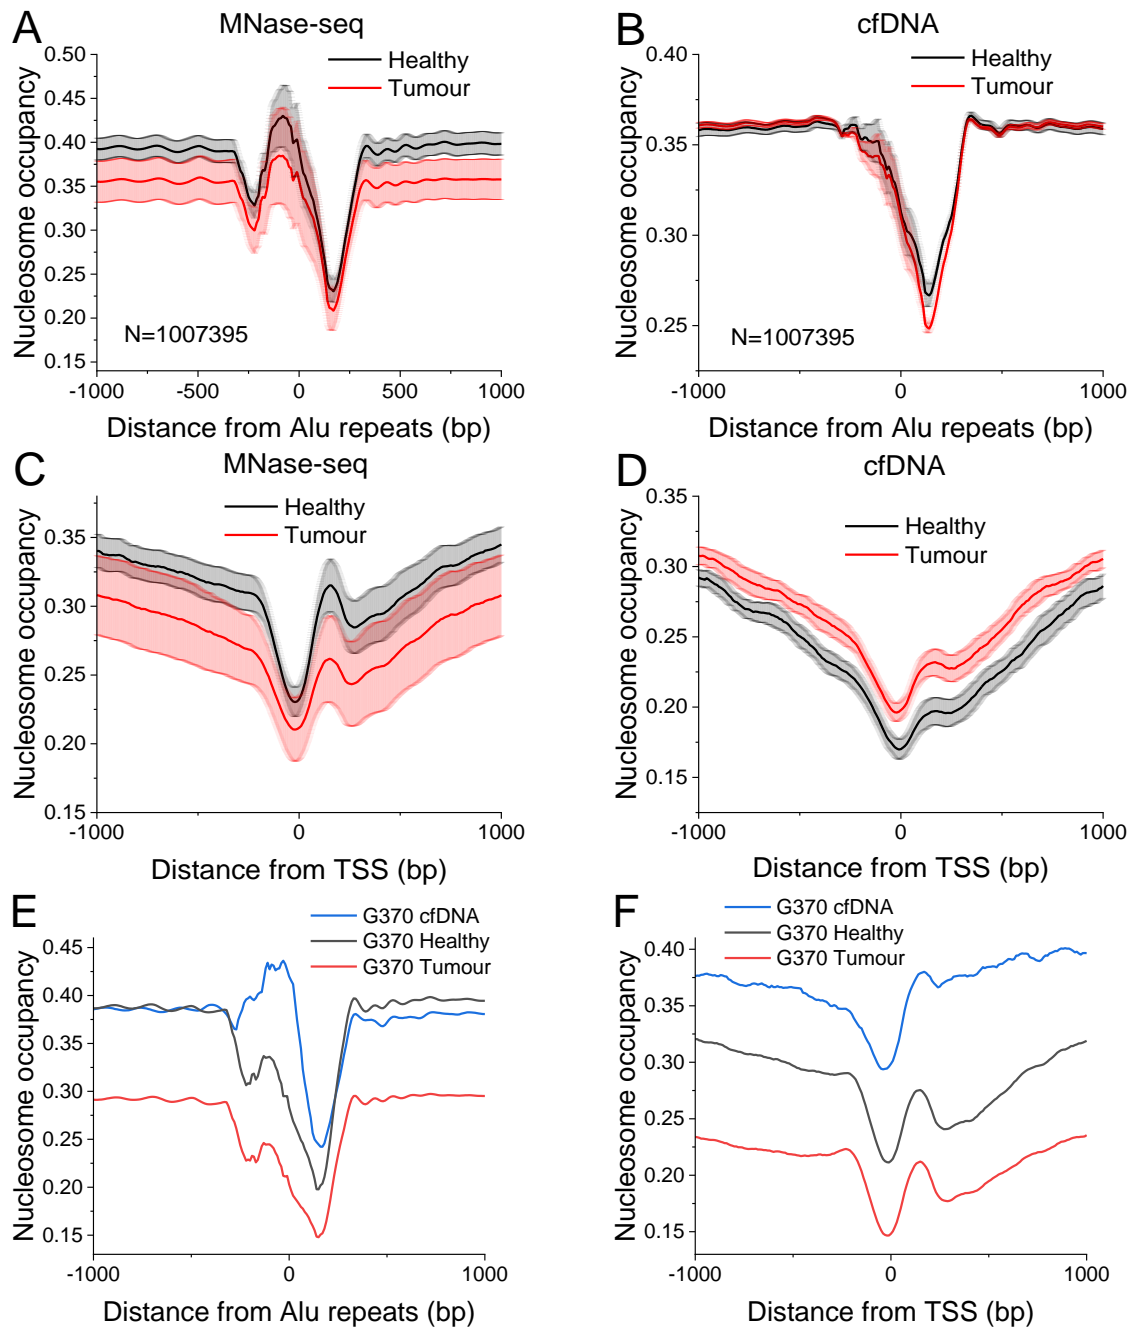 A
MNase-seq
Healthy
Tumour
Nucleosome occupancy
0.50
0.45
0.40
0.35
0.30
0.25
0.20
0.15
N=1007395
-1000 -500 0 500 1000
Distance from Alu repeats (bp)
B
cfDNA
Healthy
Tumour
Nucleosome occupancy
0.40
0.35
0.30
0.25
N=1007395
-1000 0 1000
Distance from Alu repeats (bp)
C
MNase-seq
Healthy
Tumour
Nucleosome occupancy
0.35
0.30
0.25
0.20
0.15
-1000 0 1000
Distance from TSS (bp)
D
cfDNA
Healthy
Tumour
Nucleosome occupancy
0.35
0.30
0.25
0.20
0.15
-1000 0 1000
Distance from TSS (bp)
E
G370 cfDNA
G370 Healthy
G370 Tumour
Nucleosome occupancy
0.45
0.40
0.35
0.30
0.25
0.20
0.15
-1000 0 1000
Distance from Alu repeats (bp)
F
G370 cfDNA
G370 Healthy
G370 Tumour
Nucleosome occupancy
0.40
0.35
0.30
0.25
0.20
0.15
-1000 0 1000
Distance from TSS (bp)